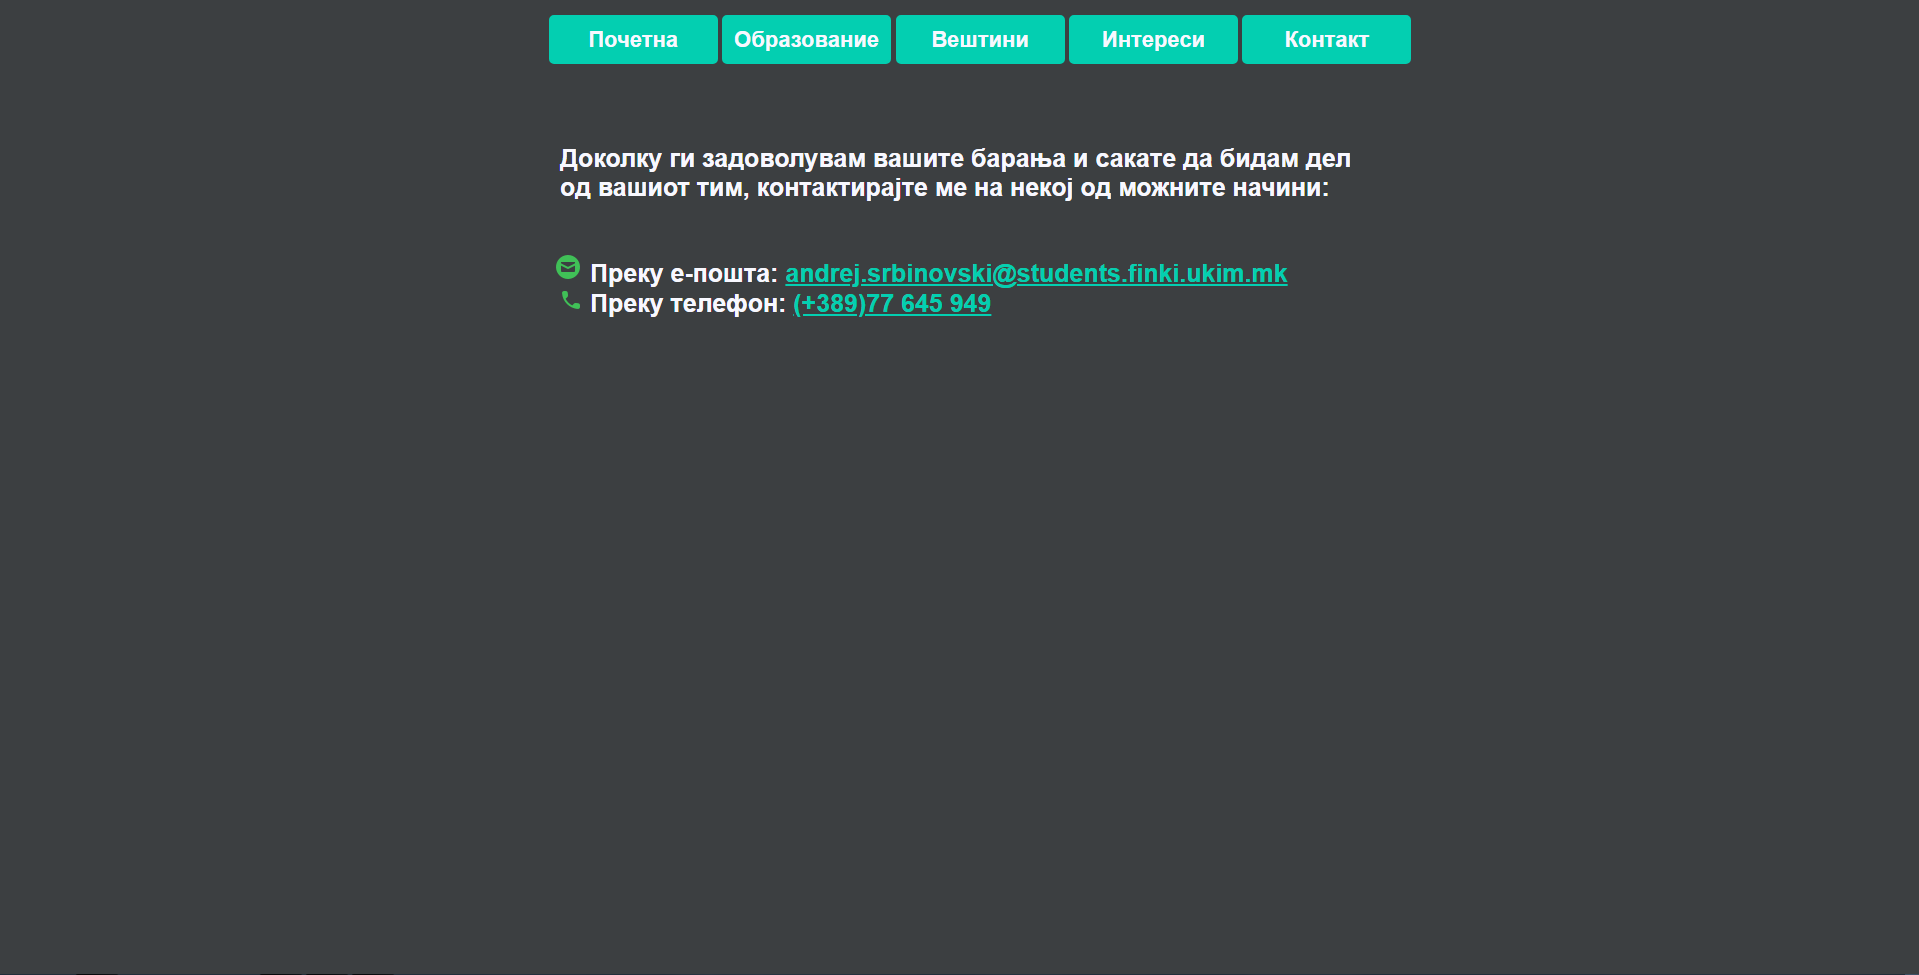 Почетна Образование Вештини Интереси Контакт
Доколку ги задоволувам вашите барања и сакате да бидам дел
од вашиот тим, контактирајте ме на некој од можните начини:
Преку е-пошта: andrej.srbinovski@students.finki.ukim.mk
Преку телефон: (+389)77 645 949